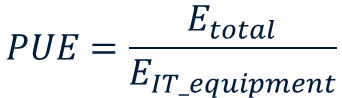 PUE = E_total / E_IT_equipment